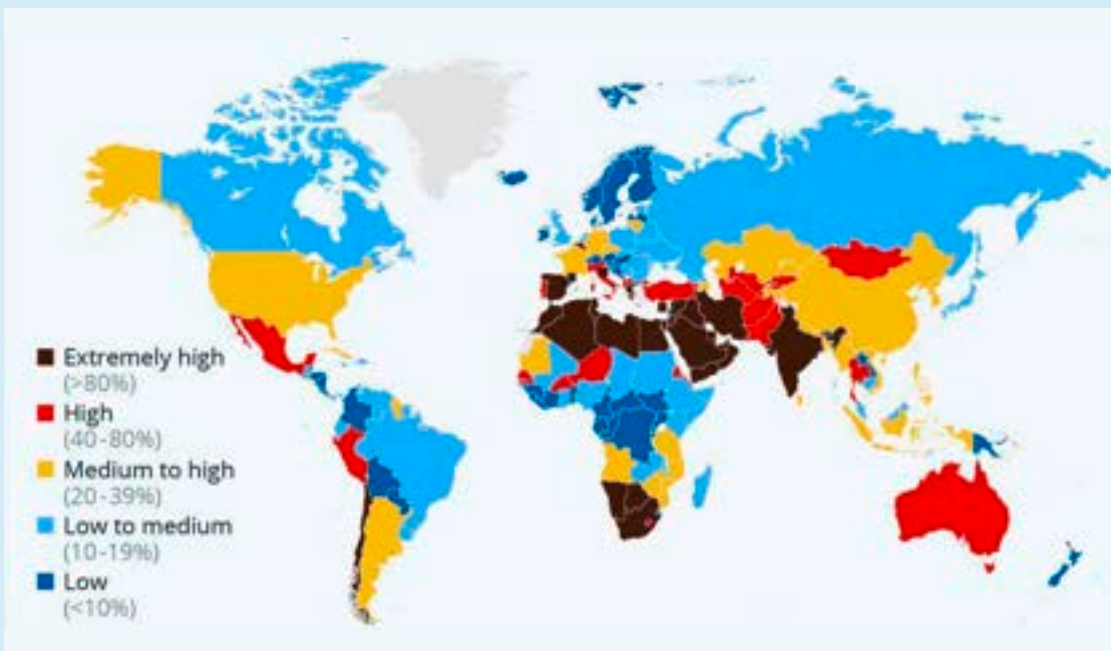 Extremely high
(>80%)
High
(40-80%)
Medium to high
(20-39%)
Low to medium
(10-19%)
Low
(<10%)